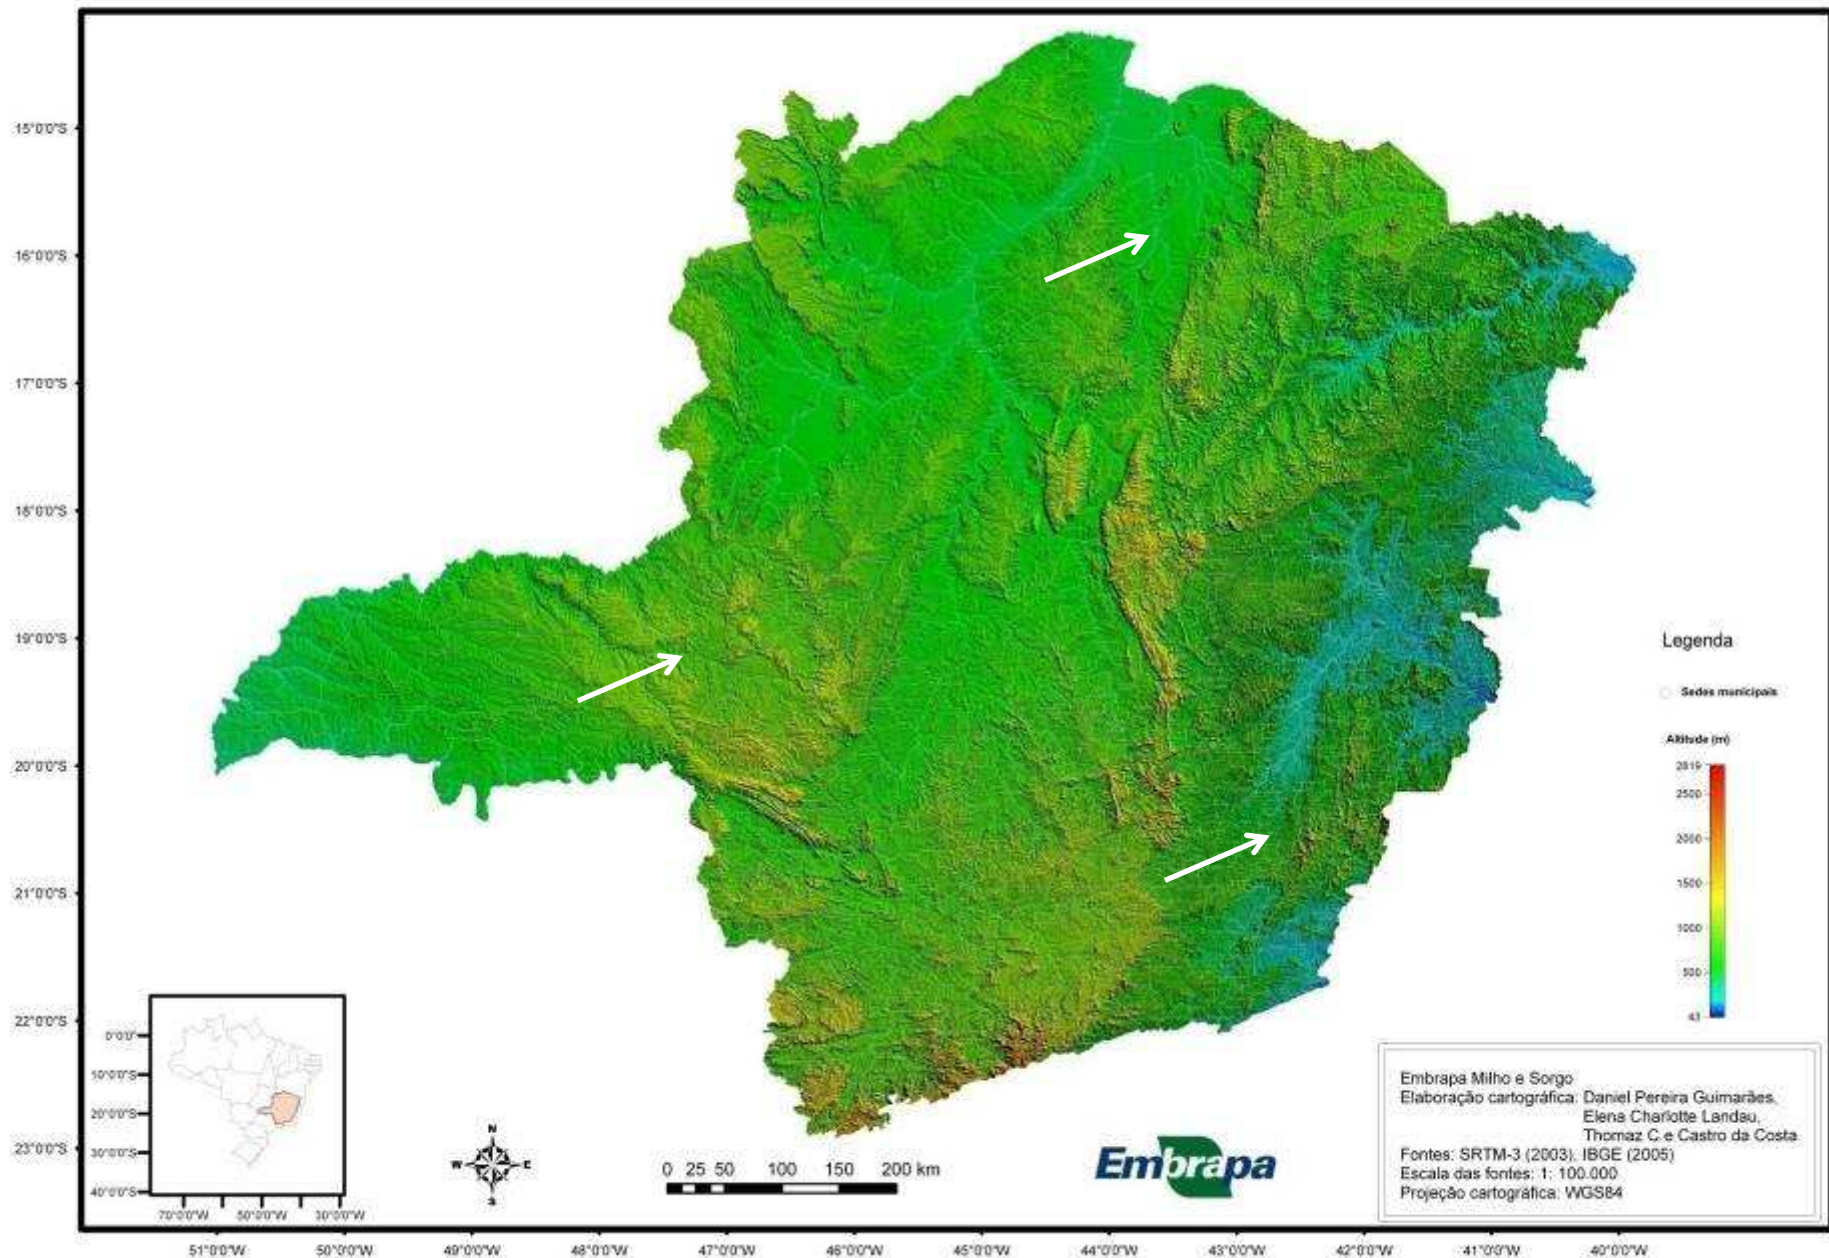 15°0'0"S
16°0'0"S
17°0'0"S
18°0'0"S
19°0'0"S
20°0'0"S
21°0'0"S
22°0'0"S
23°0'0"S
51°0'0"W 50°0'0"W 49°0'0"W 48°0'0"W 47°0'0"W 46°0'0"W 45°0'0"W 44°0'0"W 43°0'0"W 42°0'0"W 41°0'0"W 40°0'0"W
Legenda
Sedes municipais
Altitude (m)
2819
2500
2000
1500
1000
500
43
0°0'0"
10°0'0"S
20°0'0"S
30°0'0"S
40°0'0"S
70°0'0"W 50°0'0"W 30°0'0"W
N
W E
S
0 25 50 100 150 200 km
Embrapa
Embrapa Milho e Sorgo
Elaboração cartográfica: Daniel Pereira Guimarães,
Elena Charlotte Landau,
Thomaz C e Castro da Costa
Fontes: SRTM-3 (2003), IBGE (2005)
Escala das fontes: 1: 100.000
Projeção cartográfica: WGS84